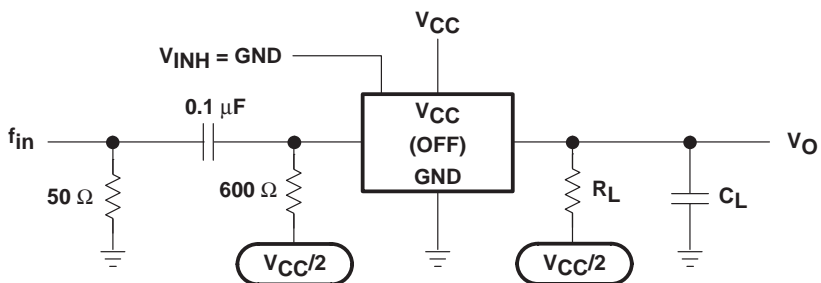 VCC
VINH = GND
0.1 μF
VCC
fin
(OFF)
VO
GND
50 Ω
600 Ω
RL
CL
VCC/2
VCC/2